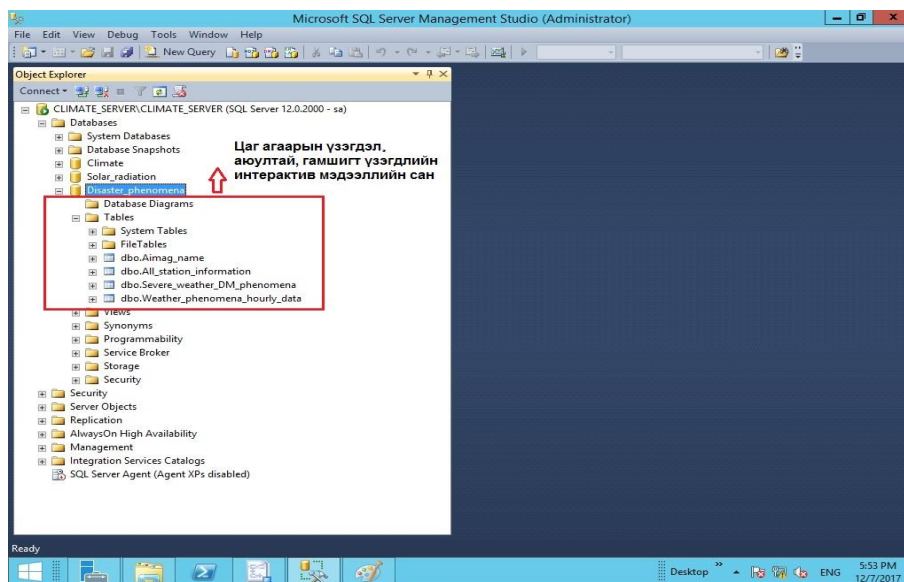 Microsoft SQL Server Management Studio (Administrator)
File Edit View Debug Tools Window Help
New Query
Object Explorer
Connect
CLIMATE_SERVER\CLIMATE_SERVER (SQL Server 12.0.2000 - sa)
Databases
System Databases
Database Snapshots
Climate
Solar_radiation
Disaster_phenomena
Цаг агаарын үзэгдэл,
аюултай, гамшигт үзэгдлийн
интерактив мэдээллийн сан
Database Diagrams
Tables
System Tables
FileTables
dbo.Aimag_name
dbo.All_station_information
dbo.Severe_weather_DM_phenomena
dbo.Weather_phenomena_hourly_data
Views
Synonyms
Programmability
Service Broker
Storage
Security
Security
Server Objects
Replication
AlwaysOn High Availability
Management
Integration Services Catalogs
SQL Server Agent (Agent XPs disabled)
Ready
Desktop
ENG
5:53 PM
12/7/2017